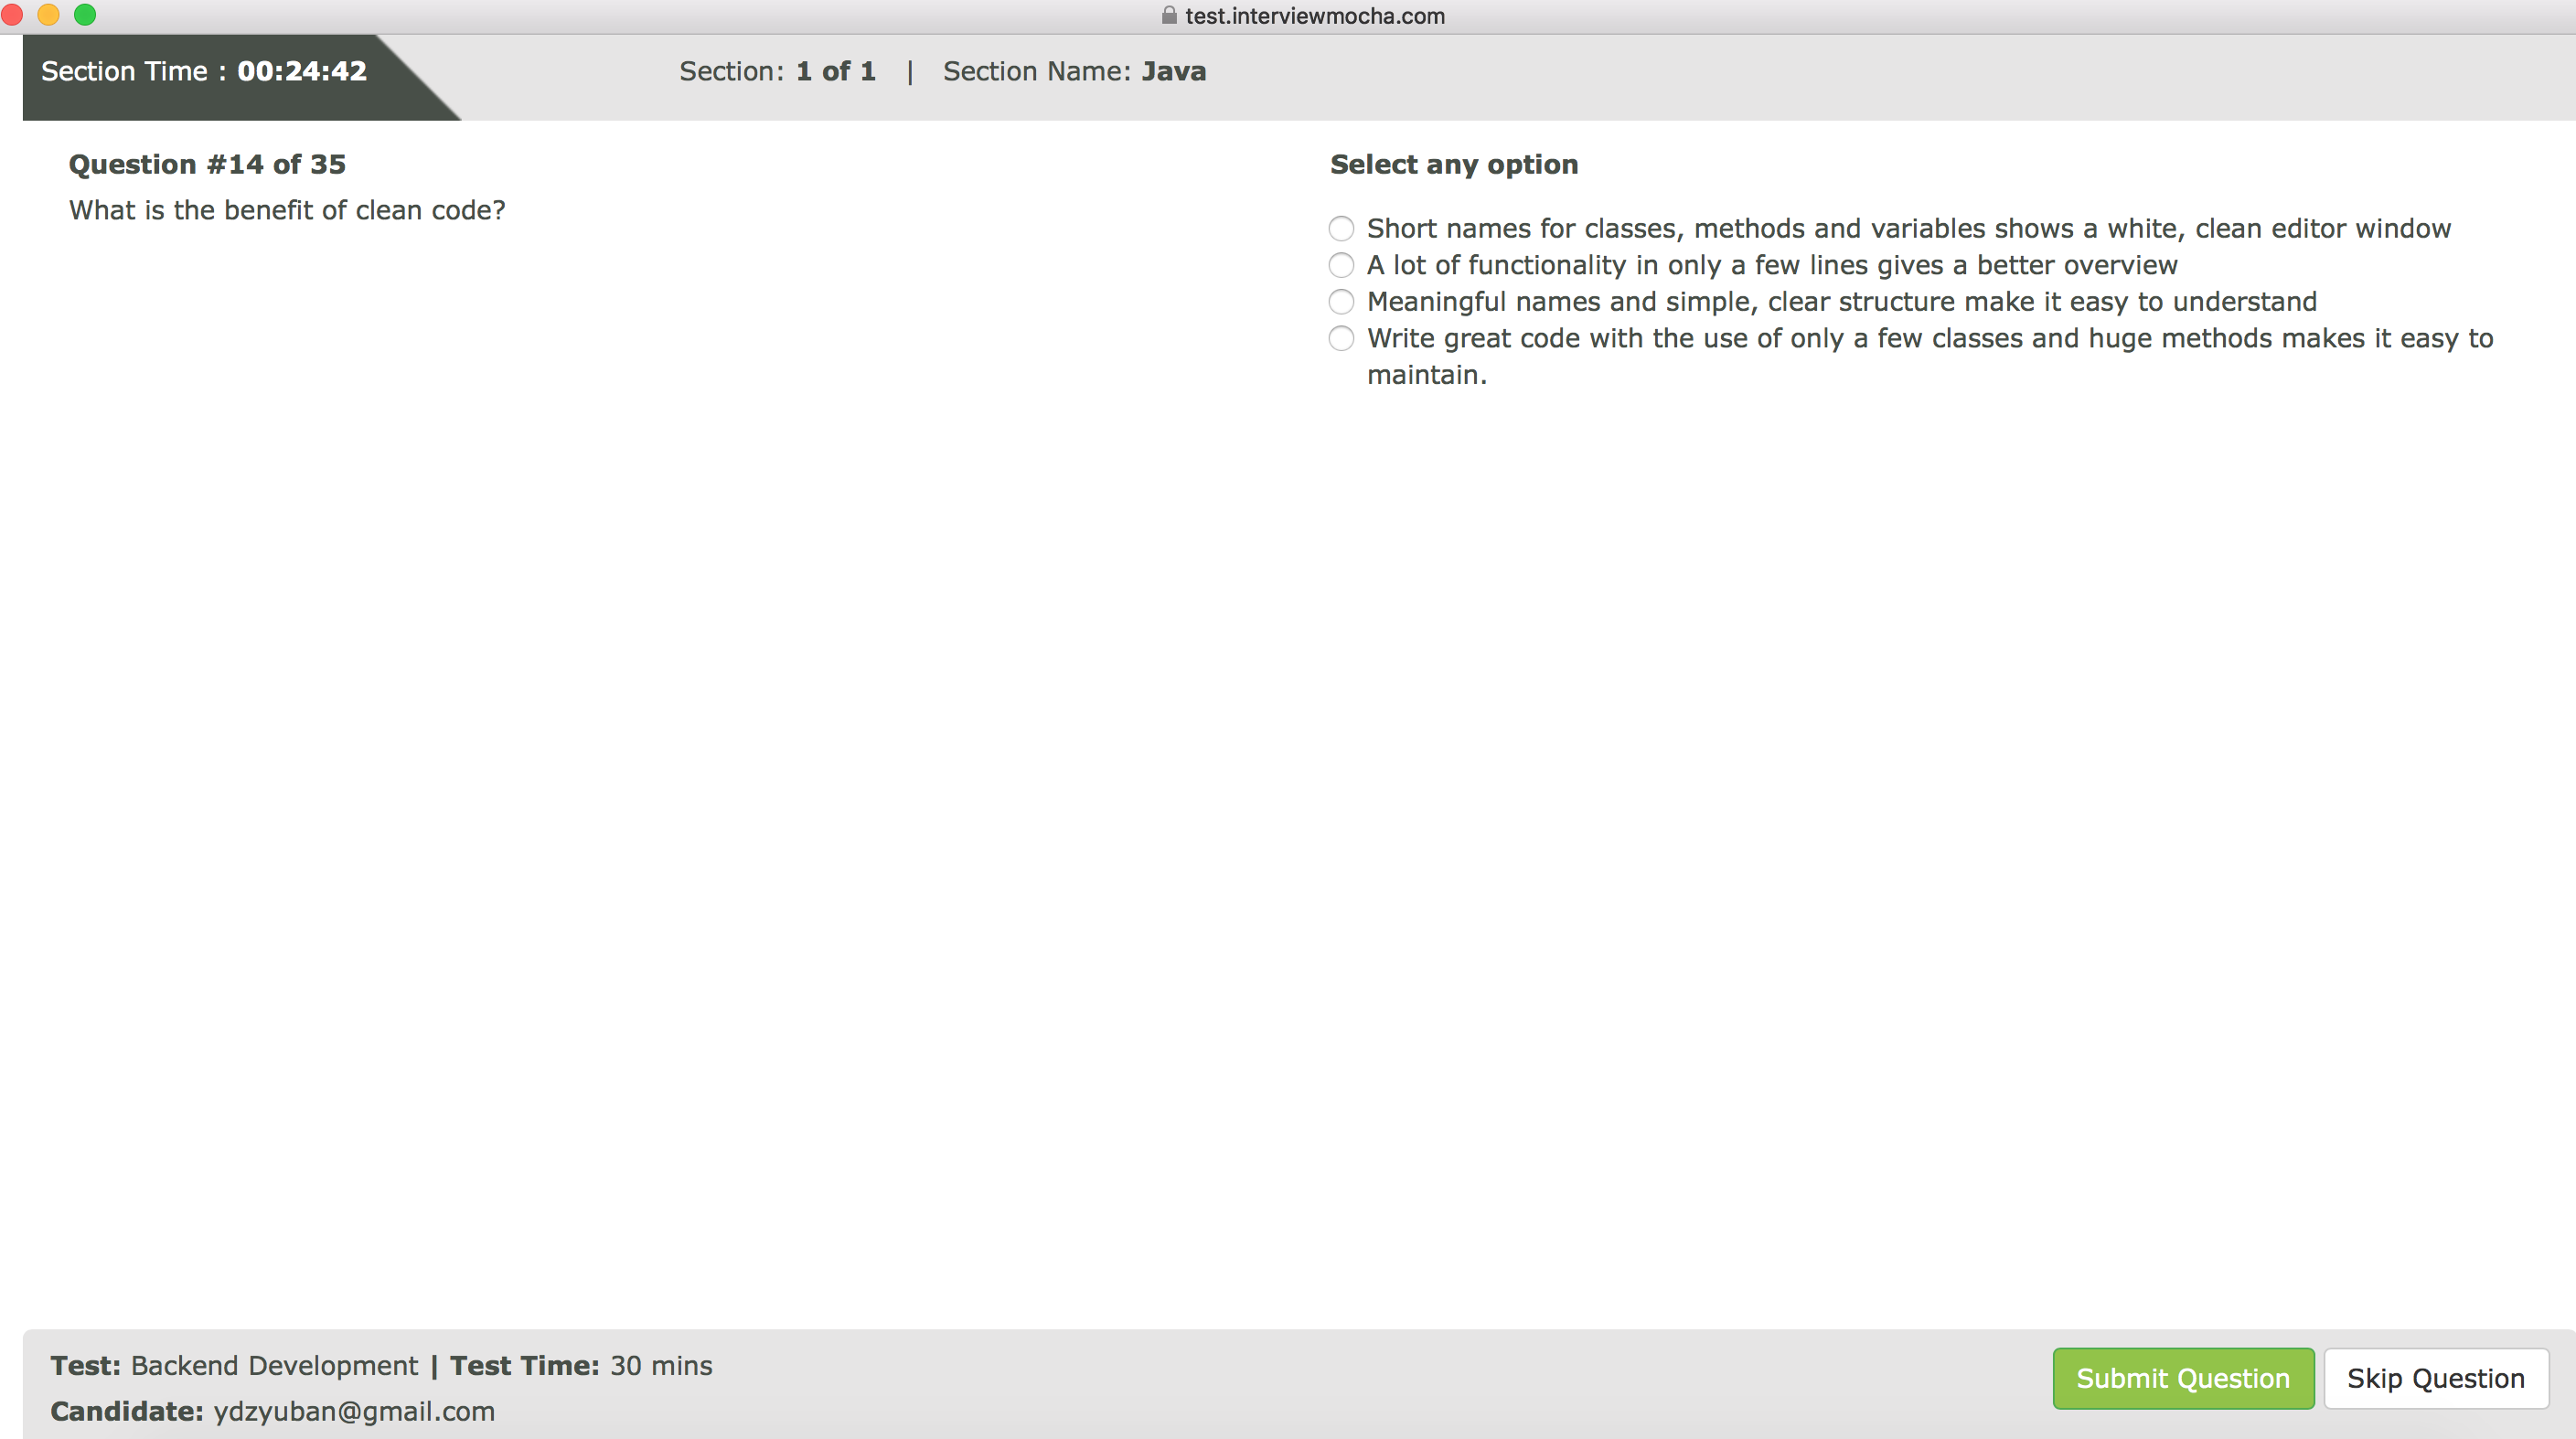 test.interviewmocha.com
Section Time : 00:24:42
Section: 1 of 1 | Section Name: Java
Question #14 of 35
What is the benefit of clean code?
Select any option
Short names for classes, methods and variables shows a white, clean editor window
A lot of functionality in only a few lines gives a better overview
Meaningful names and simple, clear structure make it easy to understand
Write great code with the use of only a few classes and huge methods makes it easy to
maintain.
Test: Backend Development | Test Time: 30 mins
Candidate: ydzyuban@gmail.com
Submit Question
Skip Question